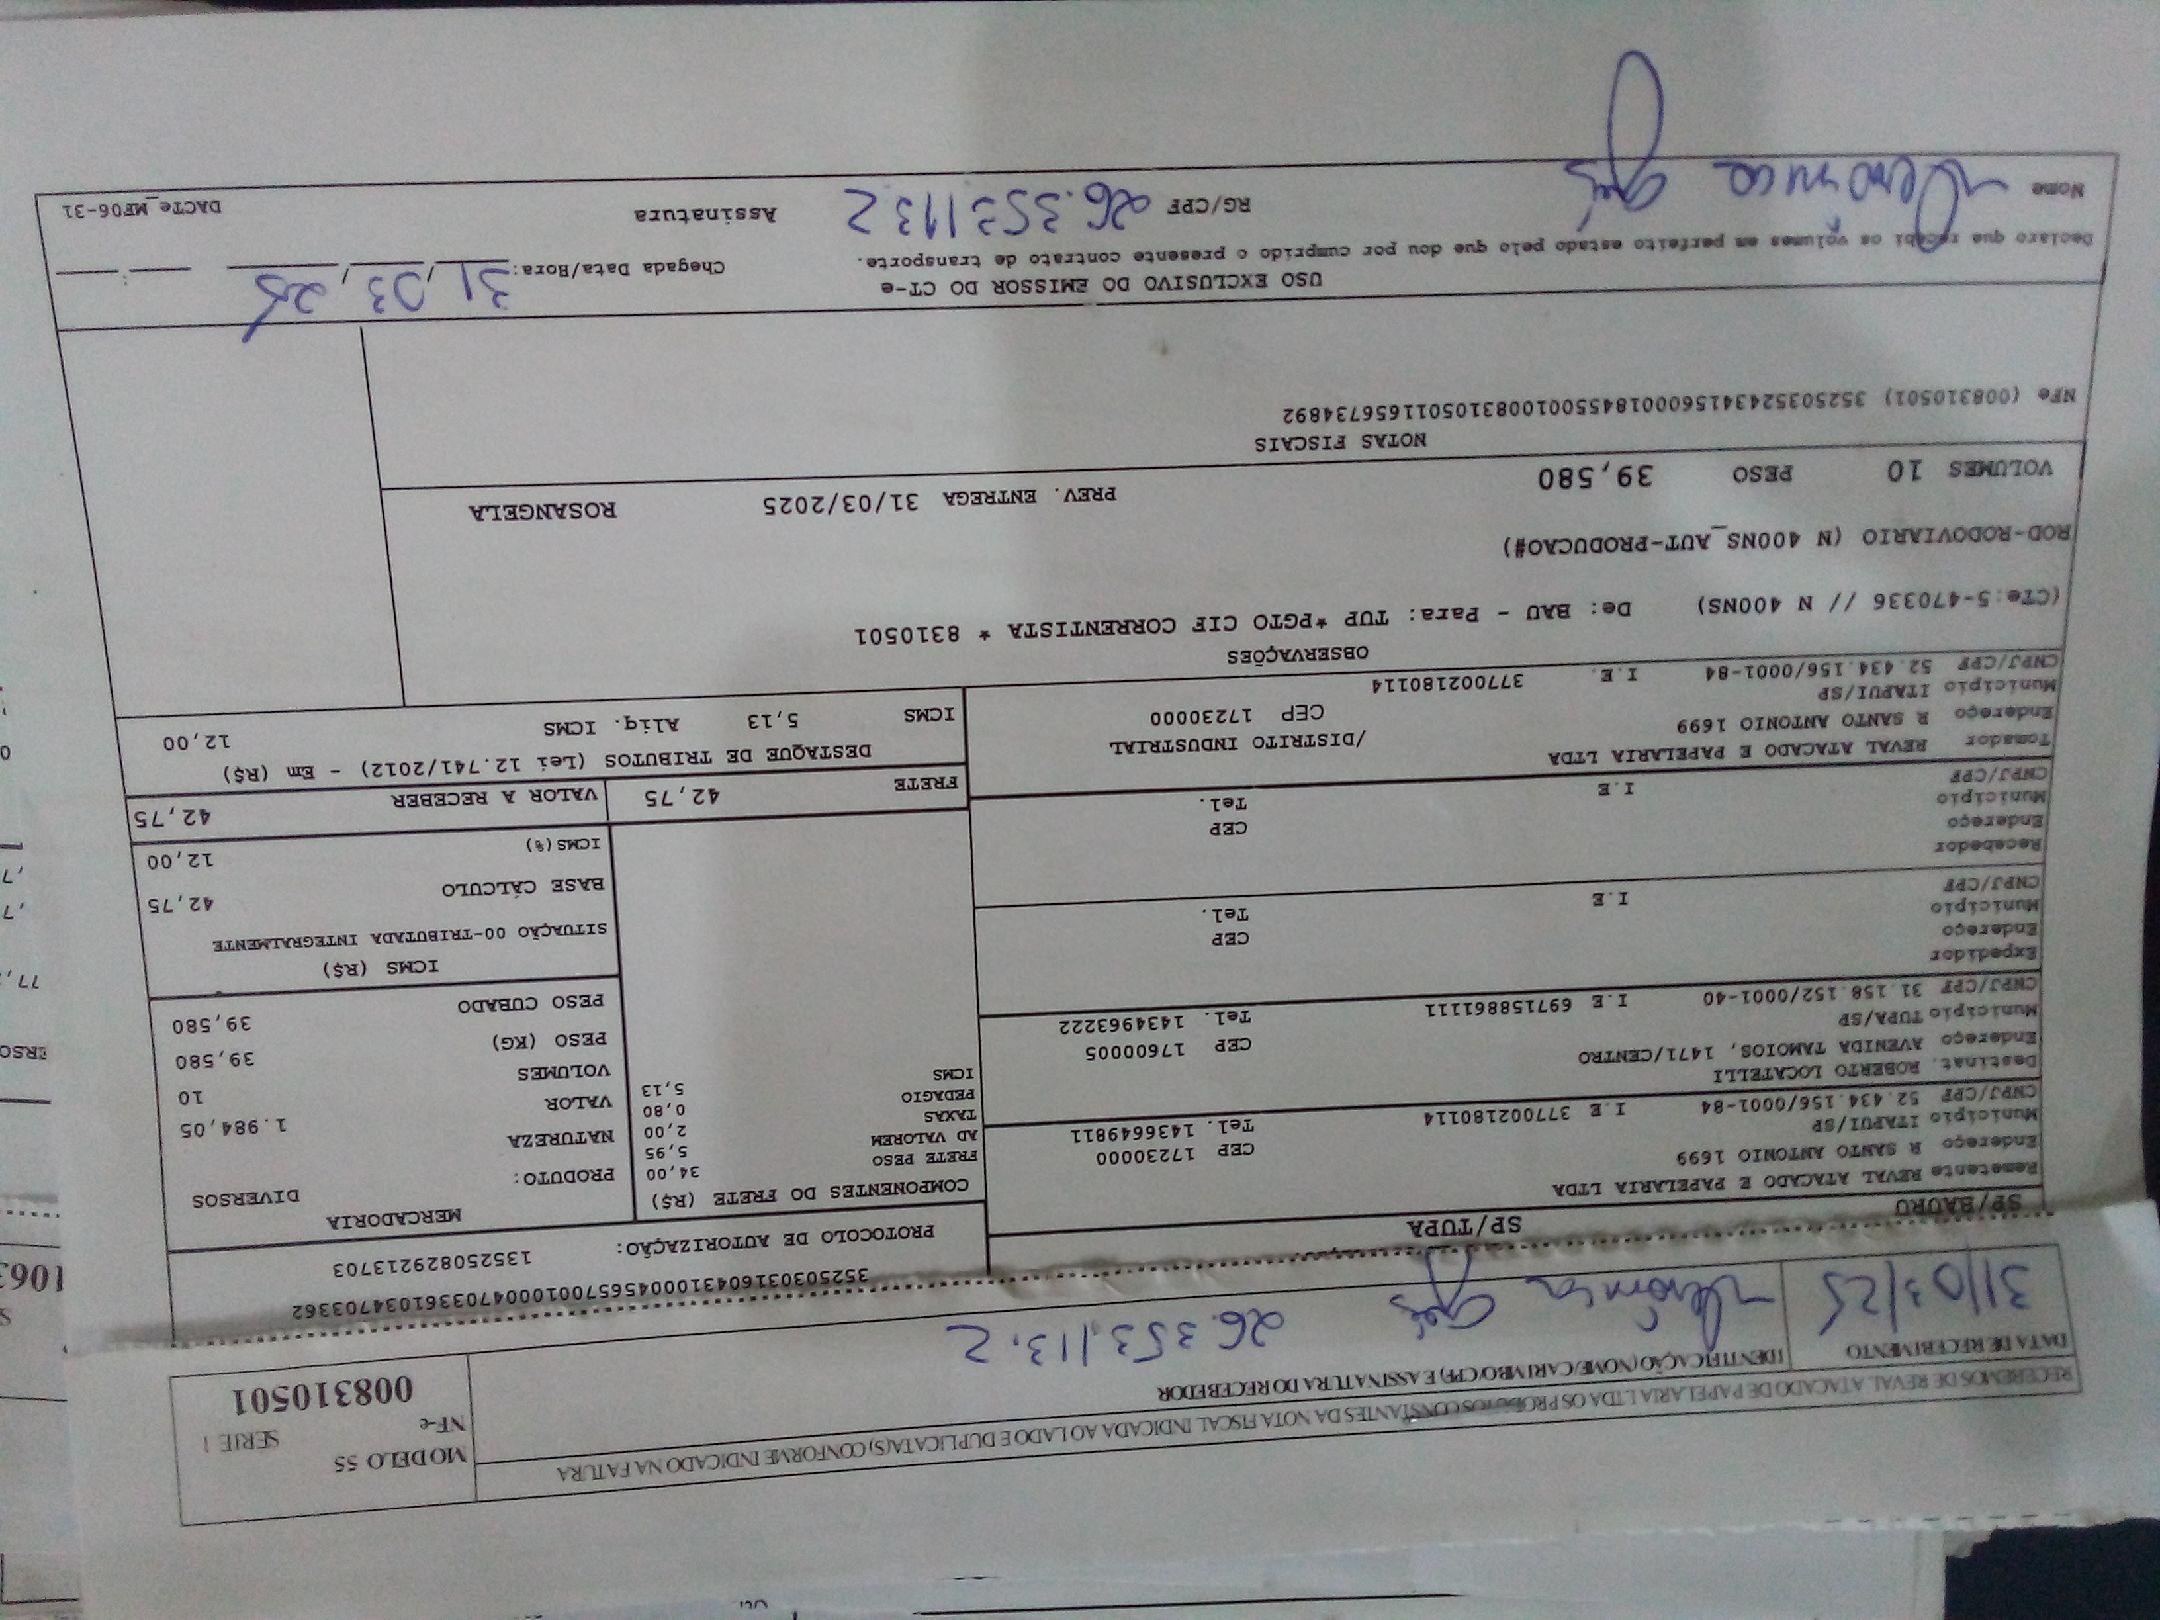 RECEBEMOS DE REVAL ATACADO DE PAPELARIA LTDA OS PRODUTOS CONSTANTES DA NOTA FISCAL INDICADA AO LADO E DUPLICATA(S) CONFORME INDICADO NA FATURA
MODELO 55
NF-e SERIE 1
008310501
DATA DE RECEBIMENTO
31/03/25
IDENTIFICAÇÃO (NOME/CARIMBO/CPF) E ASSINATURA DO RECEBEDOR
26.353.113.2
SP/BAURU SP/TUPA
Remetente REVAL ATACADO E PAPELARIA LTDA
Endereço R SANTO ANTONIO 1699 CEP 17230000
Município ITAPUI/SP Tel. 1436649811
CNPJ/CPF 52.434.156/0001-84 I.E 377002180114
Destinat. ROBERTO LOCATELLI
Endereço AVENIDA TAMOIOS, 1471/CENTRO CEP 17600005
Município TUPA/SP Tel. 1434963222
CNPJ/CPF 31.158.152/0001-40 I.E 697158861111
Expedidor
Endereço CEP
Município Tel.
CNPJ/CPF I.E
Recebedor
Endereço CEP
Município Tel.
CNPJ/CPF I.E
Tomador REVAL ATACADO E PAPELARIA LTDA
Endereço R SANTO ANTONIO 1699 /DISTRITO INDUSTRIAL
Município ITAPUI/SP CEP 17230000
CNPJ/CPF 52.434.156/0001-84 I.E. 377002180114
35250303160431000456570010004703361034703362
PROTOCOLO DE AUTORIZAÇÃO: 135250829213703
COMPONENTES DO FRETE (R$)
FRETE PESO 34,00
AD VALOREM 5,95
TAXAS 2,00
PEDAGIO 0,80
ICMS 5,13
MERCADORIA
PRODUTO: DIVERSOS
NATUREZA
VALOR 1.984,05
VOLUMES 10
PESO (KG) 39,580
PESO CUBADO 39,580
ICMS (R$)
SITUAÇÃO 00-TRIBUTADA INTEGRALMENTE
BASE CÁLCULO 42,75
ICMS(%) 12,00
FRETE 42,75 VALOR A RECEBER 42,75
DESTAQUE DE TRIBUTOS (Lei 12.741/2012) - Em (R$)
ICMS 5,13 Aliq. ICMS 12,00
OBSERVAÇÕES
(CTe:5-470336 // N 400NS) De: BAU - Para: TUP *PGTO CIF CORRENTISTA * 8310501
ROD-RODOVIARIO (N 400NS_AUT-PRODUCAO#)
VOLUMES 10 PESO 39,580 PREV. ENTREGA 31/03/2025 ROSANGELA
NOTAS FISCAIS
NFe (008310501) 35250352434156000184550010083105011656734892
USO EXCLUSIVO DO EMISSOR DO CT-e
Declaro que recebi os volumes em perfeito estado pelo que dou por cumprido o presente contrato de transporte.
Chegada Data/Hora: 31/03/25
Nome RG/CPF 26.353113.2 Assinatura
DACTe_MF06-31